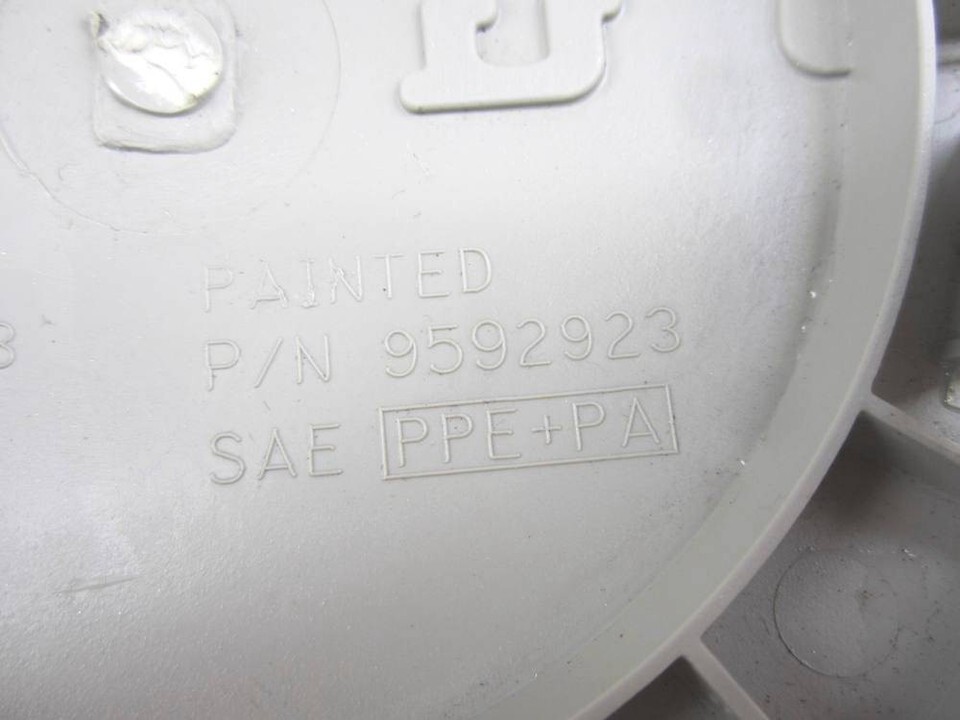 PAINTED
P/N 9592923
SAE PPE+PA